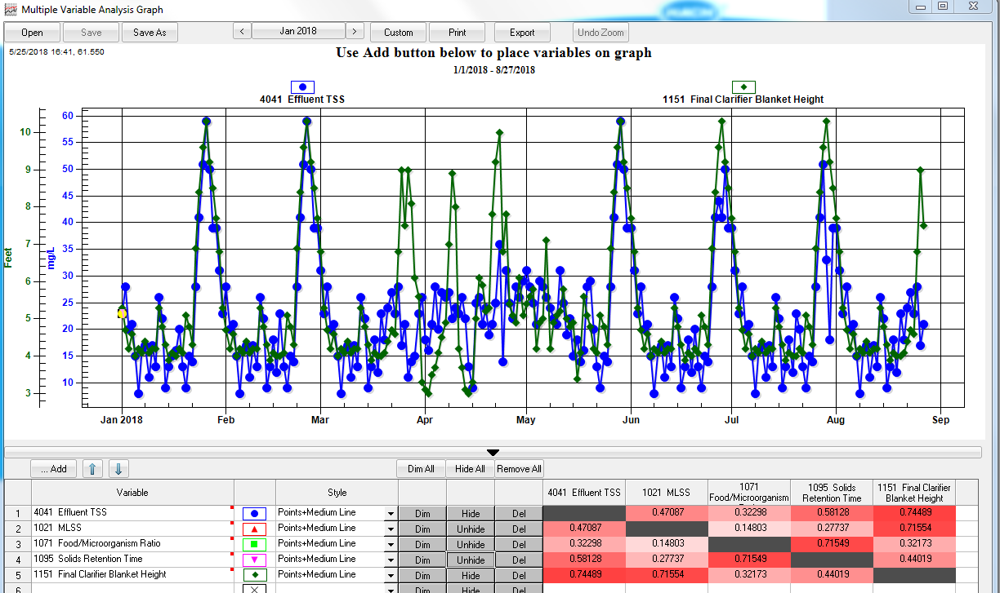 Multiple Variable Analysis Graph
Open Save Save As < Jan 2018 > Custom Print Export Undo Zoom
5/25/2018 16:41, 61.550
Use Add button below to place variables on graph
1/1/2018 - 8/27/2018
4041 Effluent TSS 1151 Final Clarifier Blanket Height
Feet
10
9
8
7
6
5
4
3
mg/L
60
55
50
45
40
35
30
25
20
15
10
Jan 2018 Feb Mar Apr May Jun Jul Aug Sep
... Add Dim All Hide All Remove All
Variable Style 4041 Effluent TSS 1021 MLSS 1071 Food/Microorganism 1095 Solids Retention Time 1151 Final Clarifier Blanket Height
1 4041 Effluent TSS Points+Medium Line Dim Hide Del 0.47087 0.32298 0.58128 0.74489
2 1021 MLSS Points+Medium Line Dim Unhide Del 0.47087 0.14803 0.27737 0.71554
3 1071 Food/Microorganism Ratio Points+Medium Line Dim Unhide Del 0.32298 0.14803 0.71549 0.32173
4 1095 Solids Retention Time Points+Medium Line Dim Unhide Del 0.58128 0.27737 0.71549 0.44019
5 1151 Final Clarifier Blanket Height Points+Medium Line Dim Hide Del 0.74489 0.71554 0.32173 0.44019
6 Dim Hide Del